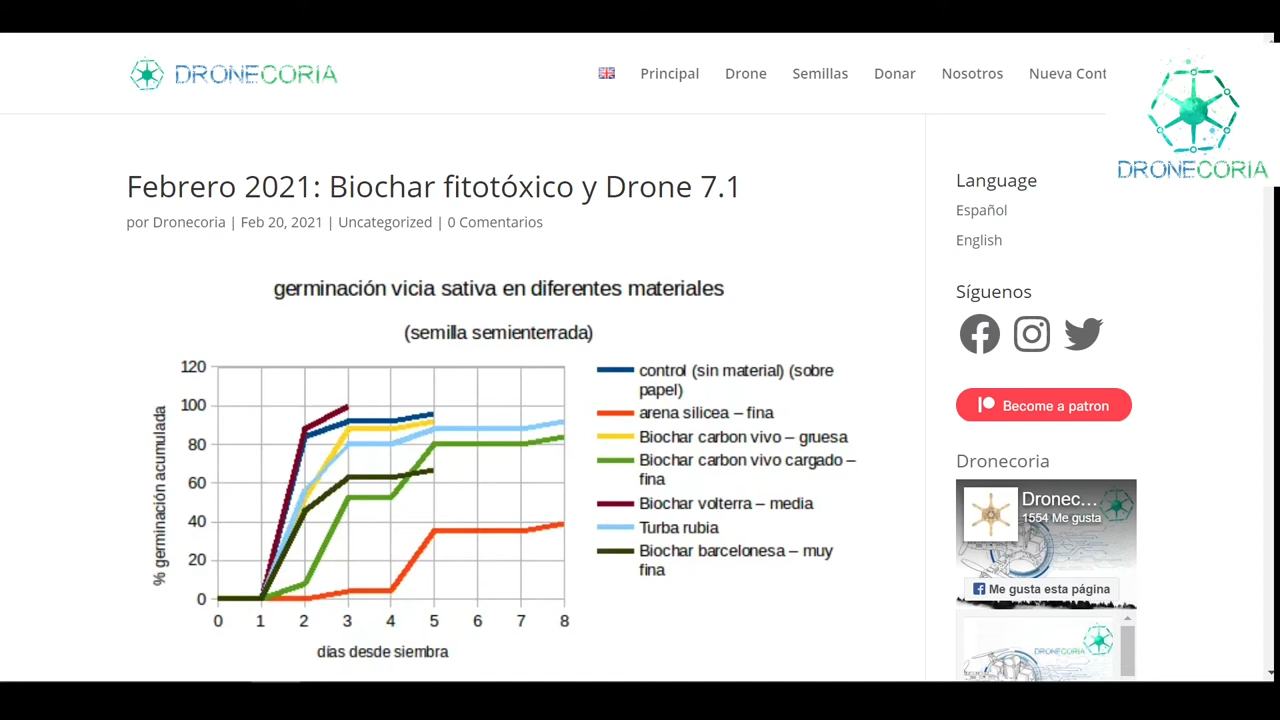 DRONECORIA
Principal Drone Semillas Donar Nosotros Nueva Cont
DRONECORIA
Febrero 2021: Biochar fitotóxico y Drone 7.1
por Dronecoria | Feb 20, 2021 | Uncategorized | 0 Comentarios
germinación vicia sativa en diferentes materiales
(semilla semienterrada)
% germinación acumulada
120
100
80
60
40
20
0
0 1 2 3 4 5 6 7 8
días desde siembra
control (sin material) (sobre
papel)
arena silicea – fina
Biochar carbon vivo – gruesa
Biochar carbon vivo cargado –
fina
Biochar volterra – media
Turba rubia
Biochar barcelonesa – muy
fina
Language
Español
English
Síguenos
Become a patron
Dronecoria
Dronec...
1554 Me gusta
Me gusta esta página
DRONECORIA